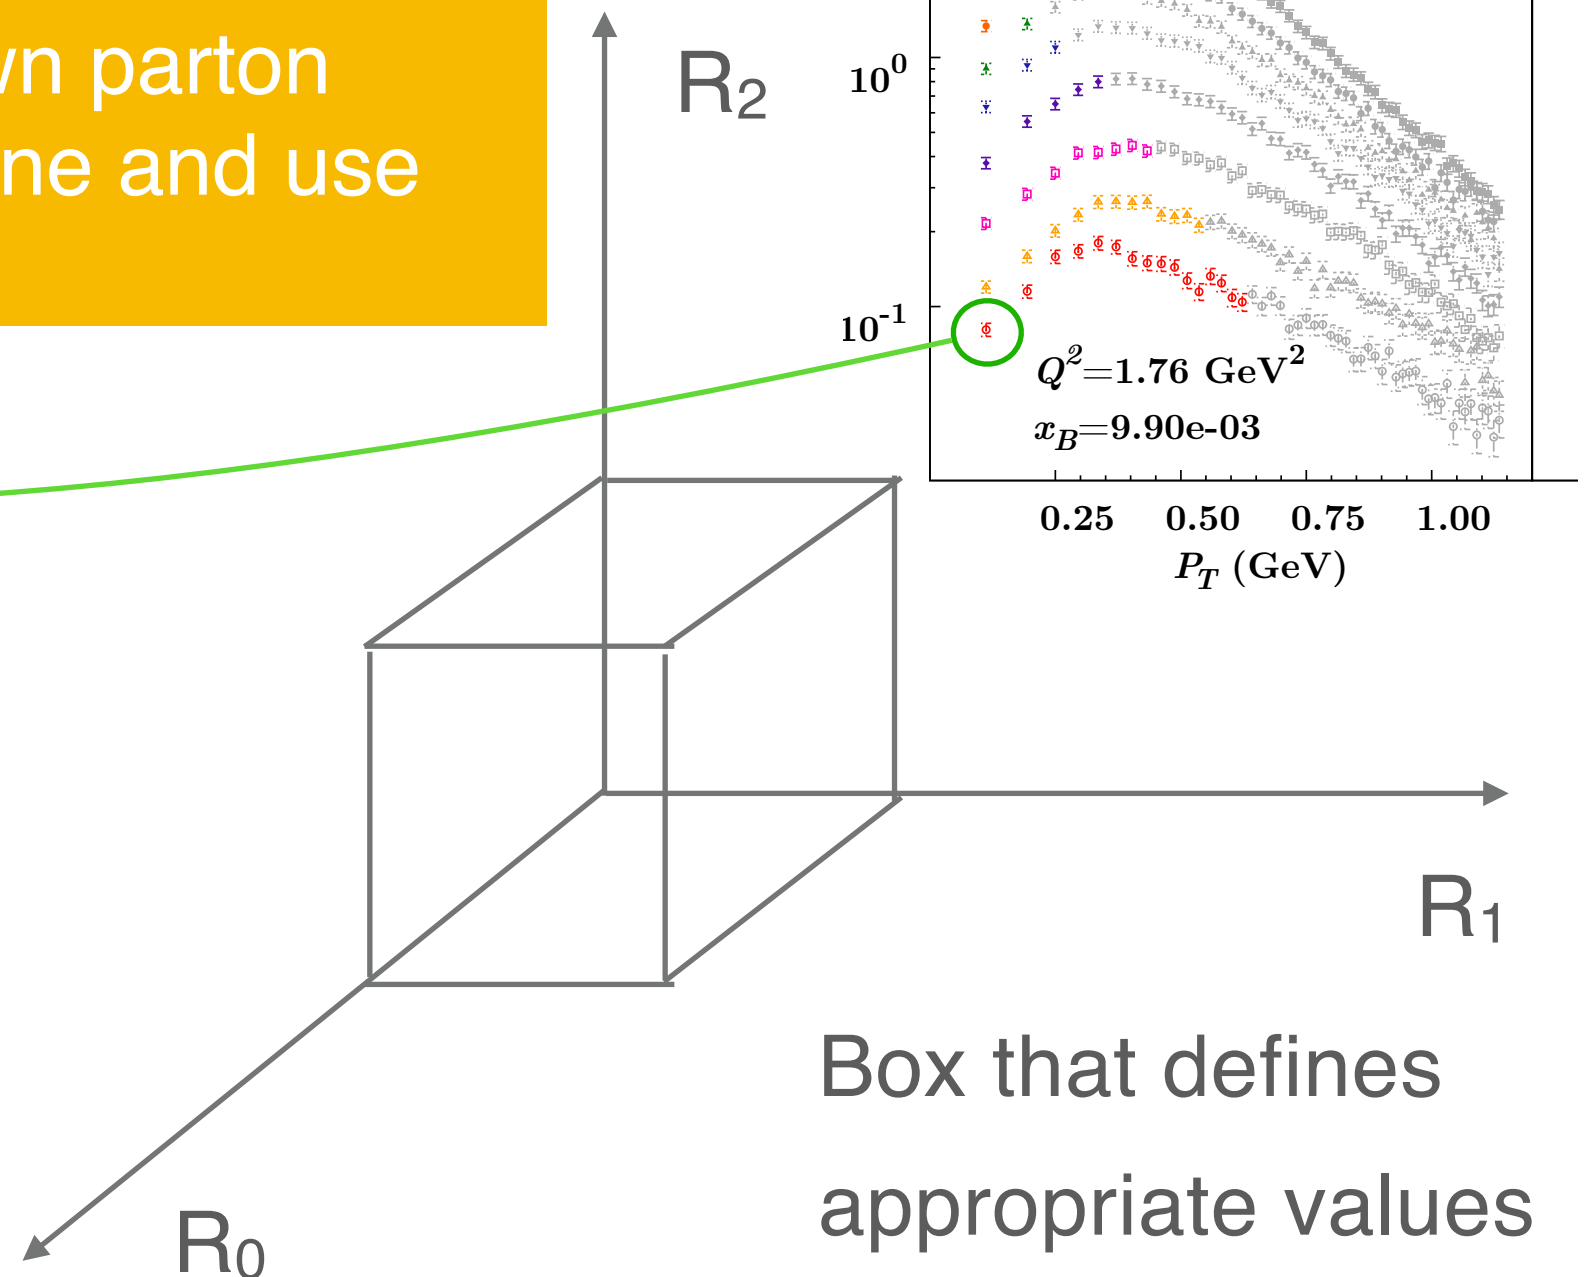 wn parton
ne and use
R2
10^0
10^-1
Q^2=1.76 GeV^2
x_B=9.90e-03
0.25 0.50 0.75 1.00
P_T (GeV)
R1
Box that defines
appropriate values
R0